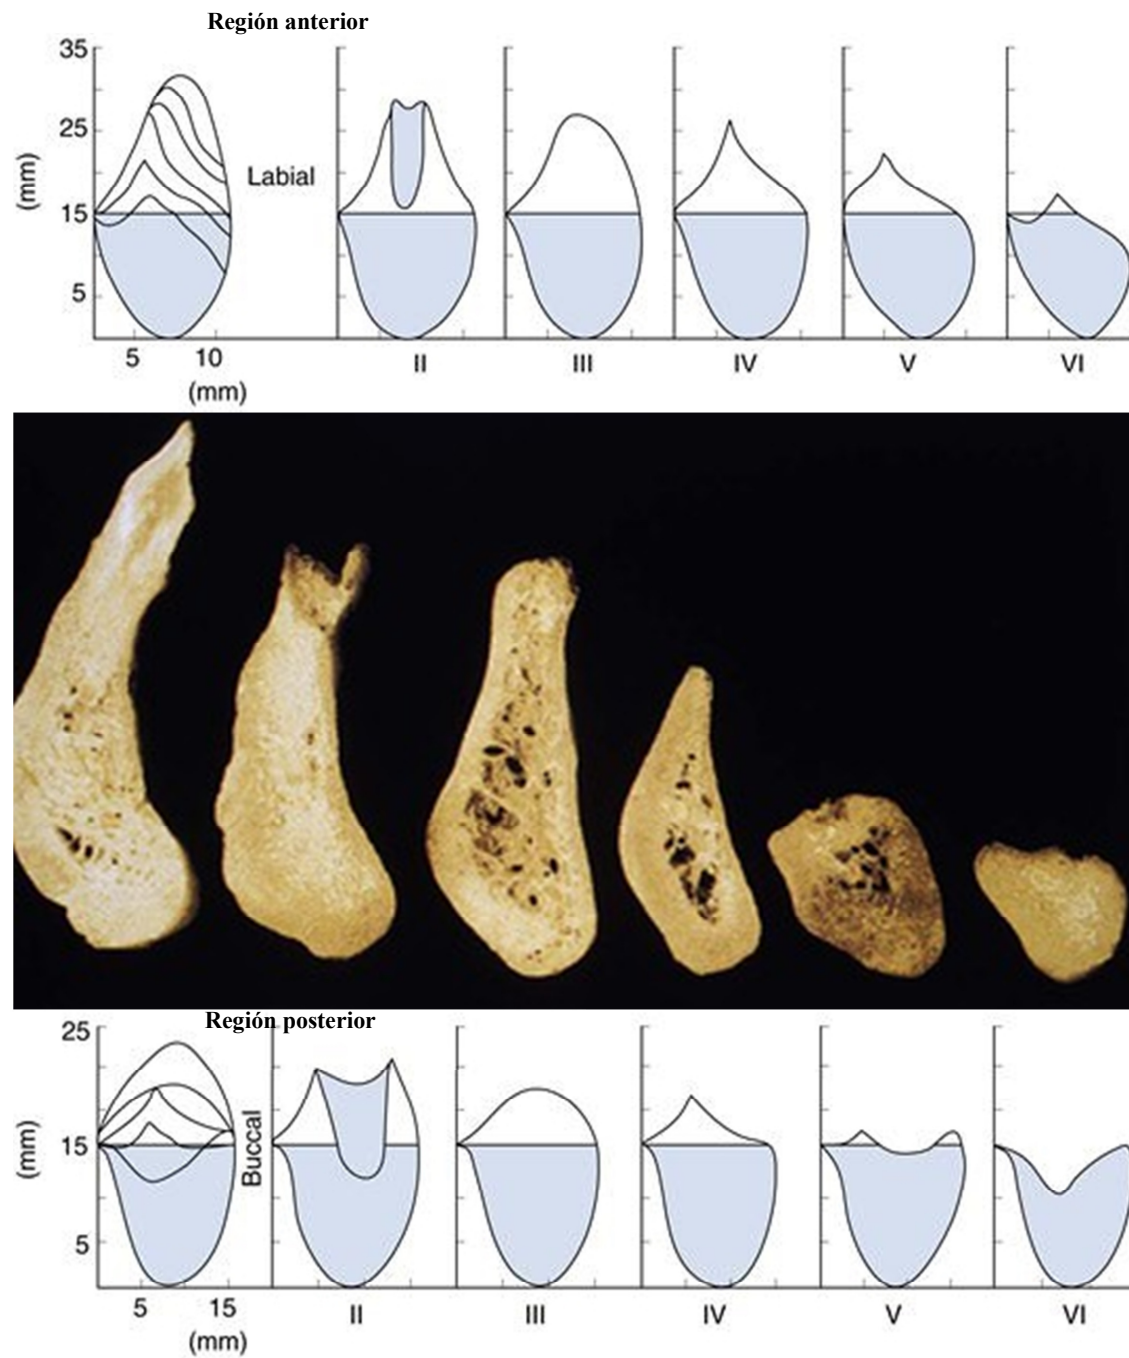 Región anterior
35
25
15
5
(mm)
Labial
5 10
(mm)
II III IV V VI
Región posterior
25
15
5
(mm)
Buccal
5 15
(mm)
II III IV V VI